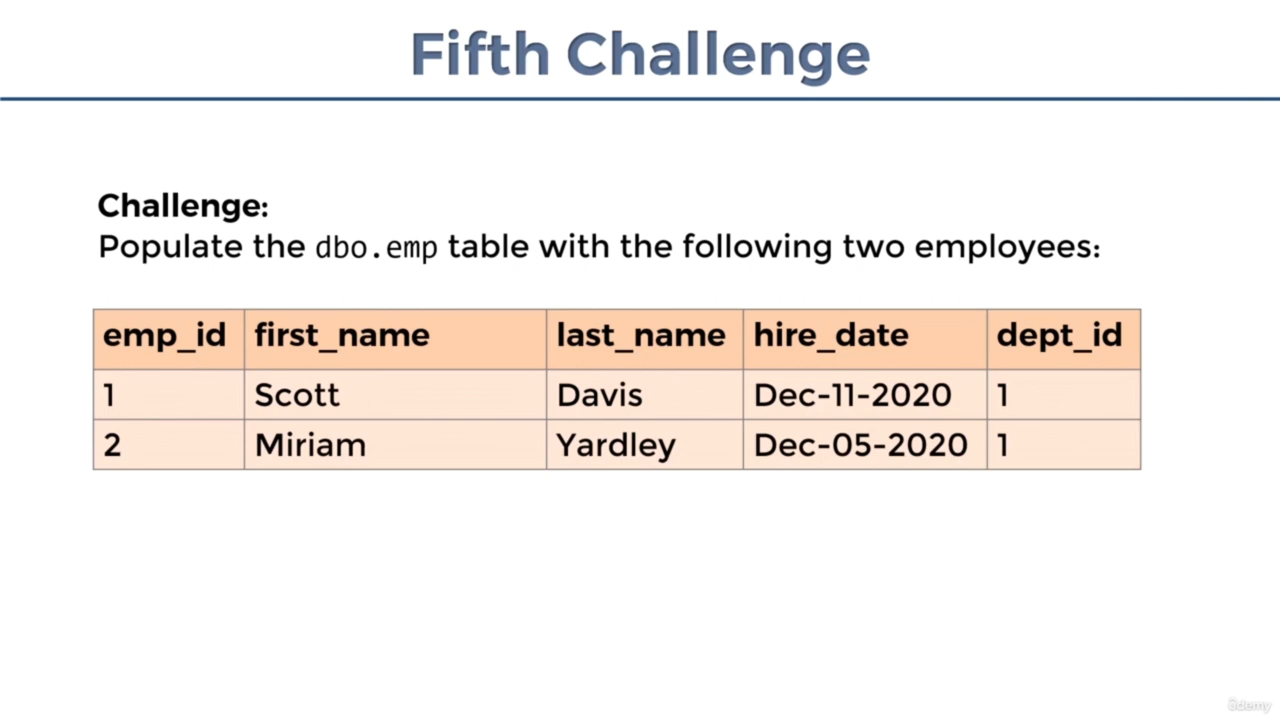 Fifth Challenge
Challenge:
Populate the dbo.emp table with the following two employees:
emp_id first_name last_name hire_date dept_id
1 Scott Davis Dec-11-2020 1
2 Miriam Yardley Dec-05-2020 1
ûdemy